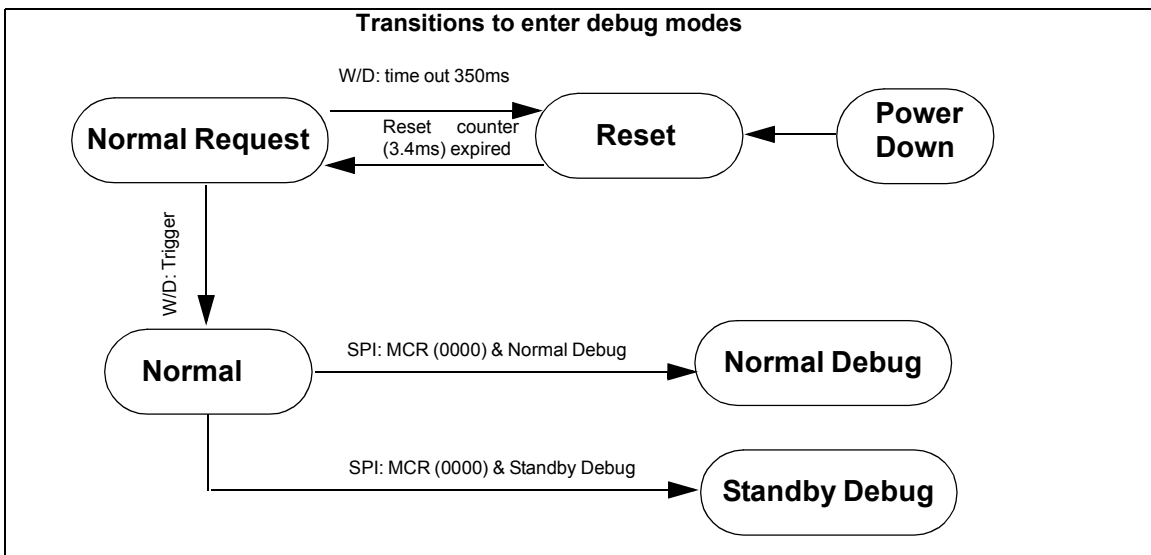 Transitions to enter debug modes
W/D: time out 350ms
Normal Request
Reset counter
(3.4ms) expired
Reset
Power
Down
W/D: Trigger
Normal
SPI: MCR (0000) & Normal Debug
Normal Debug
SPI: MCR (0000) & Standby Debug
Standby Debug